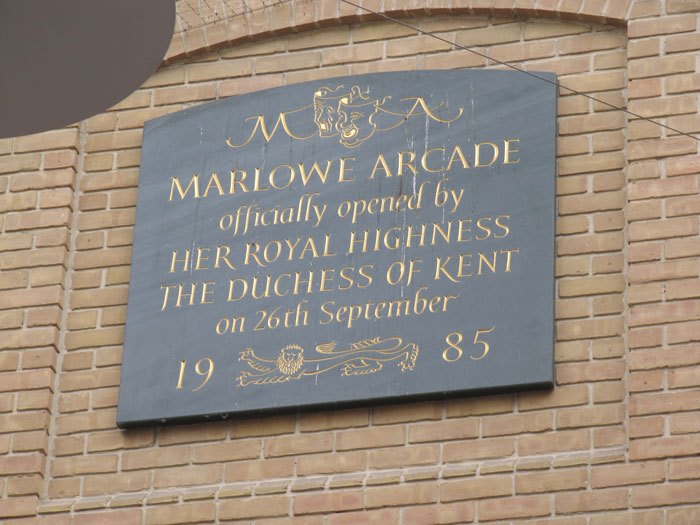 M A
MARLOWE ARCADE
officially opened by
HER ROYAL HIGHNESS
THE DUCHESS OF KENT
on 26th September
19 85